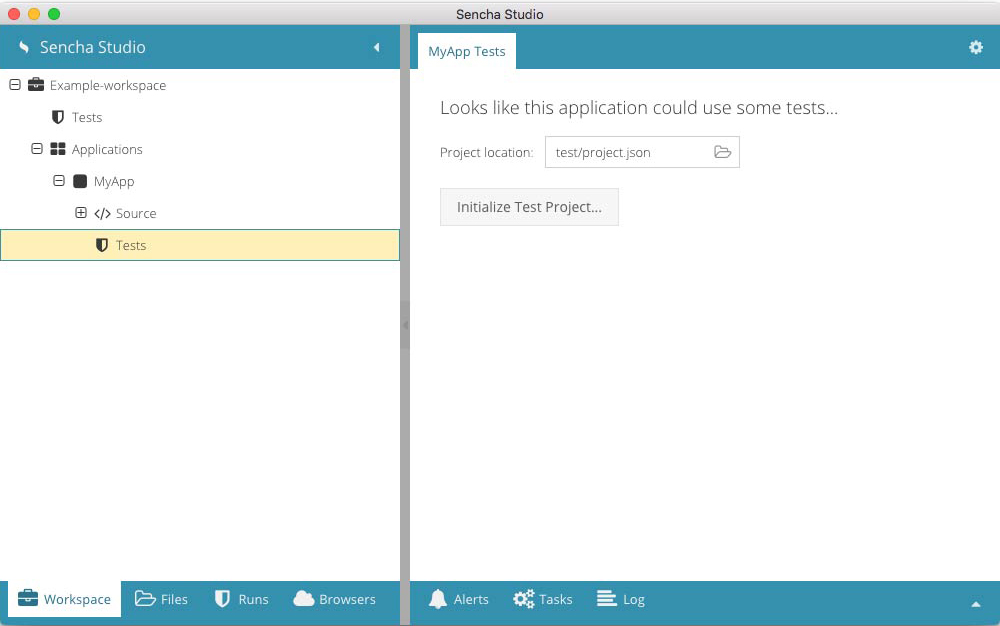 Sencha Studio
Sencha Studio
Example-workspace
Tests
Applications
MyApp
Source
Tests
MyApp Tests
Looks like this application could use some tests...
Project location:
test/project.json
Initialize Test Project...
Workspace
Files
Runs
Browsers
Alerts
Tasks
Log